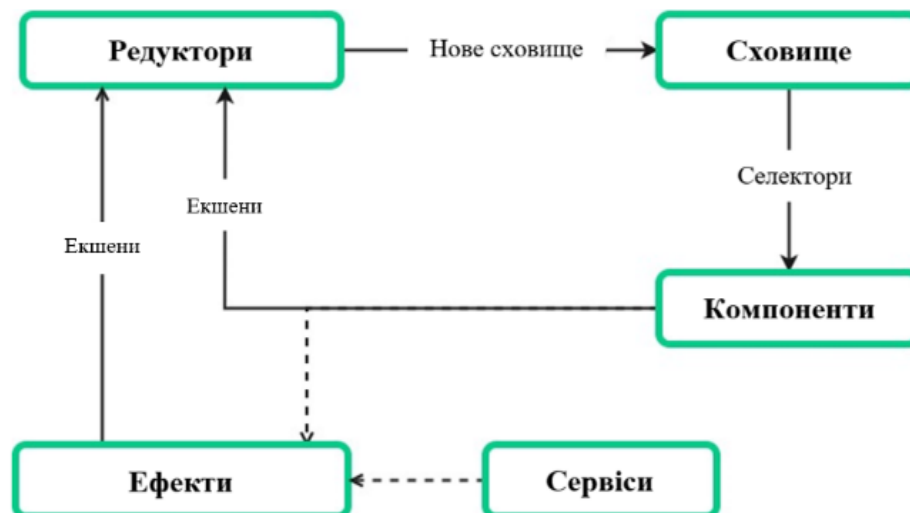 Редуктори
Нове сховище
Сховище
Селектори
Екшени
Екшени
Компоненти
Ефекти
Сервіси